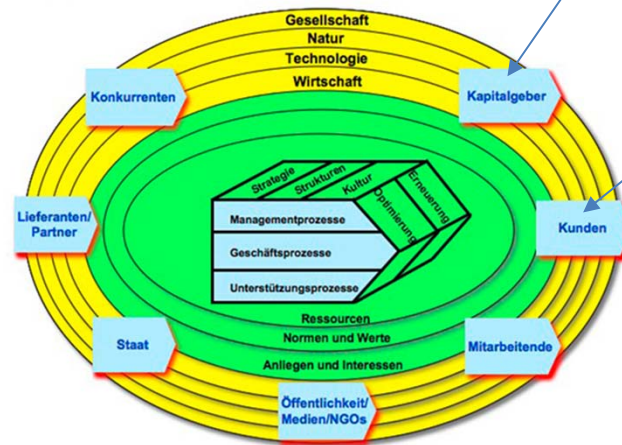 Gesellschaft
Natur
Technologie
Wirtschaft
Konkurrenten
Kapitalgeber
Strategie
Strukturen
Kultur
Optimierung
Erneuerung
Managementprozesse
Geschäftsprozesse
Unterstützungsprozesse
Lieferanten/
Partner
Kunden
Ressourcen
Normen und Werte
Anliegen und Interessen
Staat
Mitarbeitende
Öffentlichkeit/
Medien/NGOs